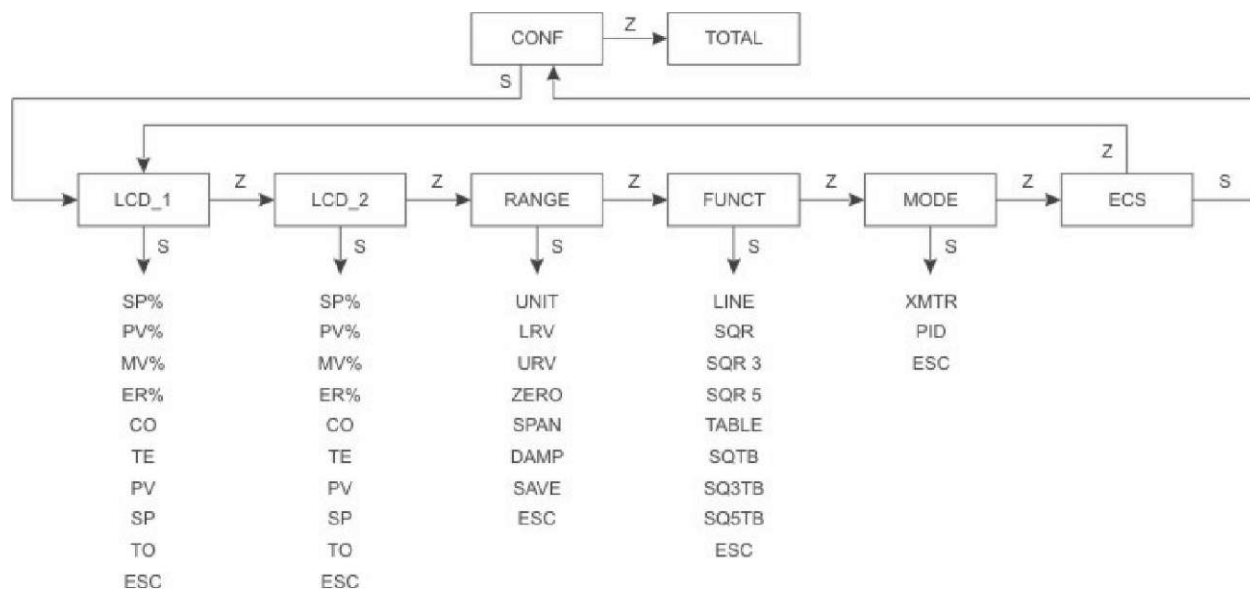 CONF Z TOTAL
S
Z
LCD_1 Z LCD_2 Z RANGE Z FUNCT Z MODE Z ECS S
S S S S S
SP% SP% UNIT LINE XMTR
PV% PV% LRV SQR PID
MV% MV% URV SQR 3 ESC
ER% ER% ZERO SQR 5
CO CO SPAN TABLE
TE TE DAMP SQTB
PV PV SAVE SQ3TB
SP SP ESC SQ5TB
TO TO ESC
ESC ESC